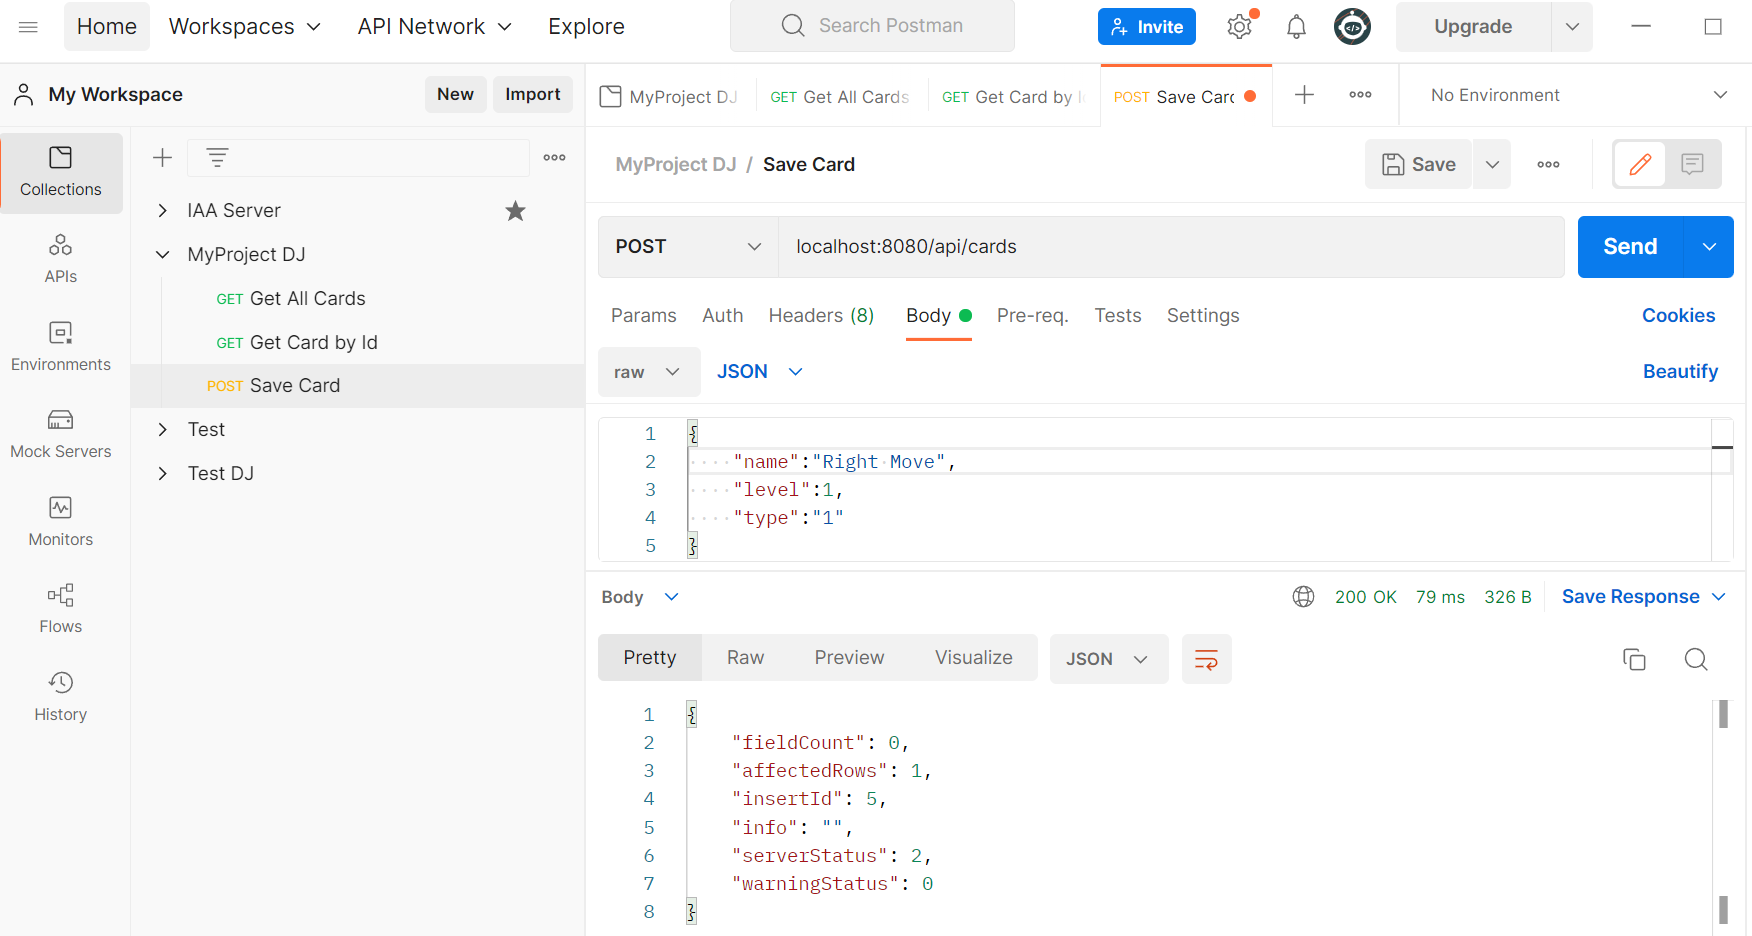 Home Workspaces API Network Explore Search Postman Invite Upgrade
My Workspace New Import
MyProject DJ GET Get All Cards GET Get Card by I POST Save Card No Environment
Collections
APIs
Environments
Mock Servers
Monitors
Flows
History
IAA Server
MyProject DJ
GET Get All Cards
GET Get Card by Id
POST Save Card
Test
Test DJ
MyProject DJ / Save Card Save
POST localhost:8080/api/cards Send
Params Auth Headers (8) Body Pre-req. Tests Settings Cookies
raw JSON Beautify
1 {
2 "name":"Right Move",
3 "level":1,
4 "type":"1"
5 }
Body 200 OK 79 ms 326 B Save Response
Pretty Raw Preview Visualize JSON
1 {
2 "fieldCount": 0,
3 "affectedRows": 1,
4 "insertId": 5,
5 "info": "",
6 "serverStatus": 2,
7 "warningStatus": 0
8 }